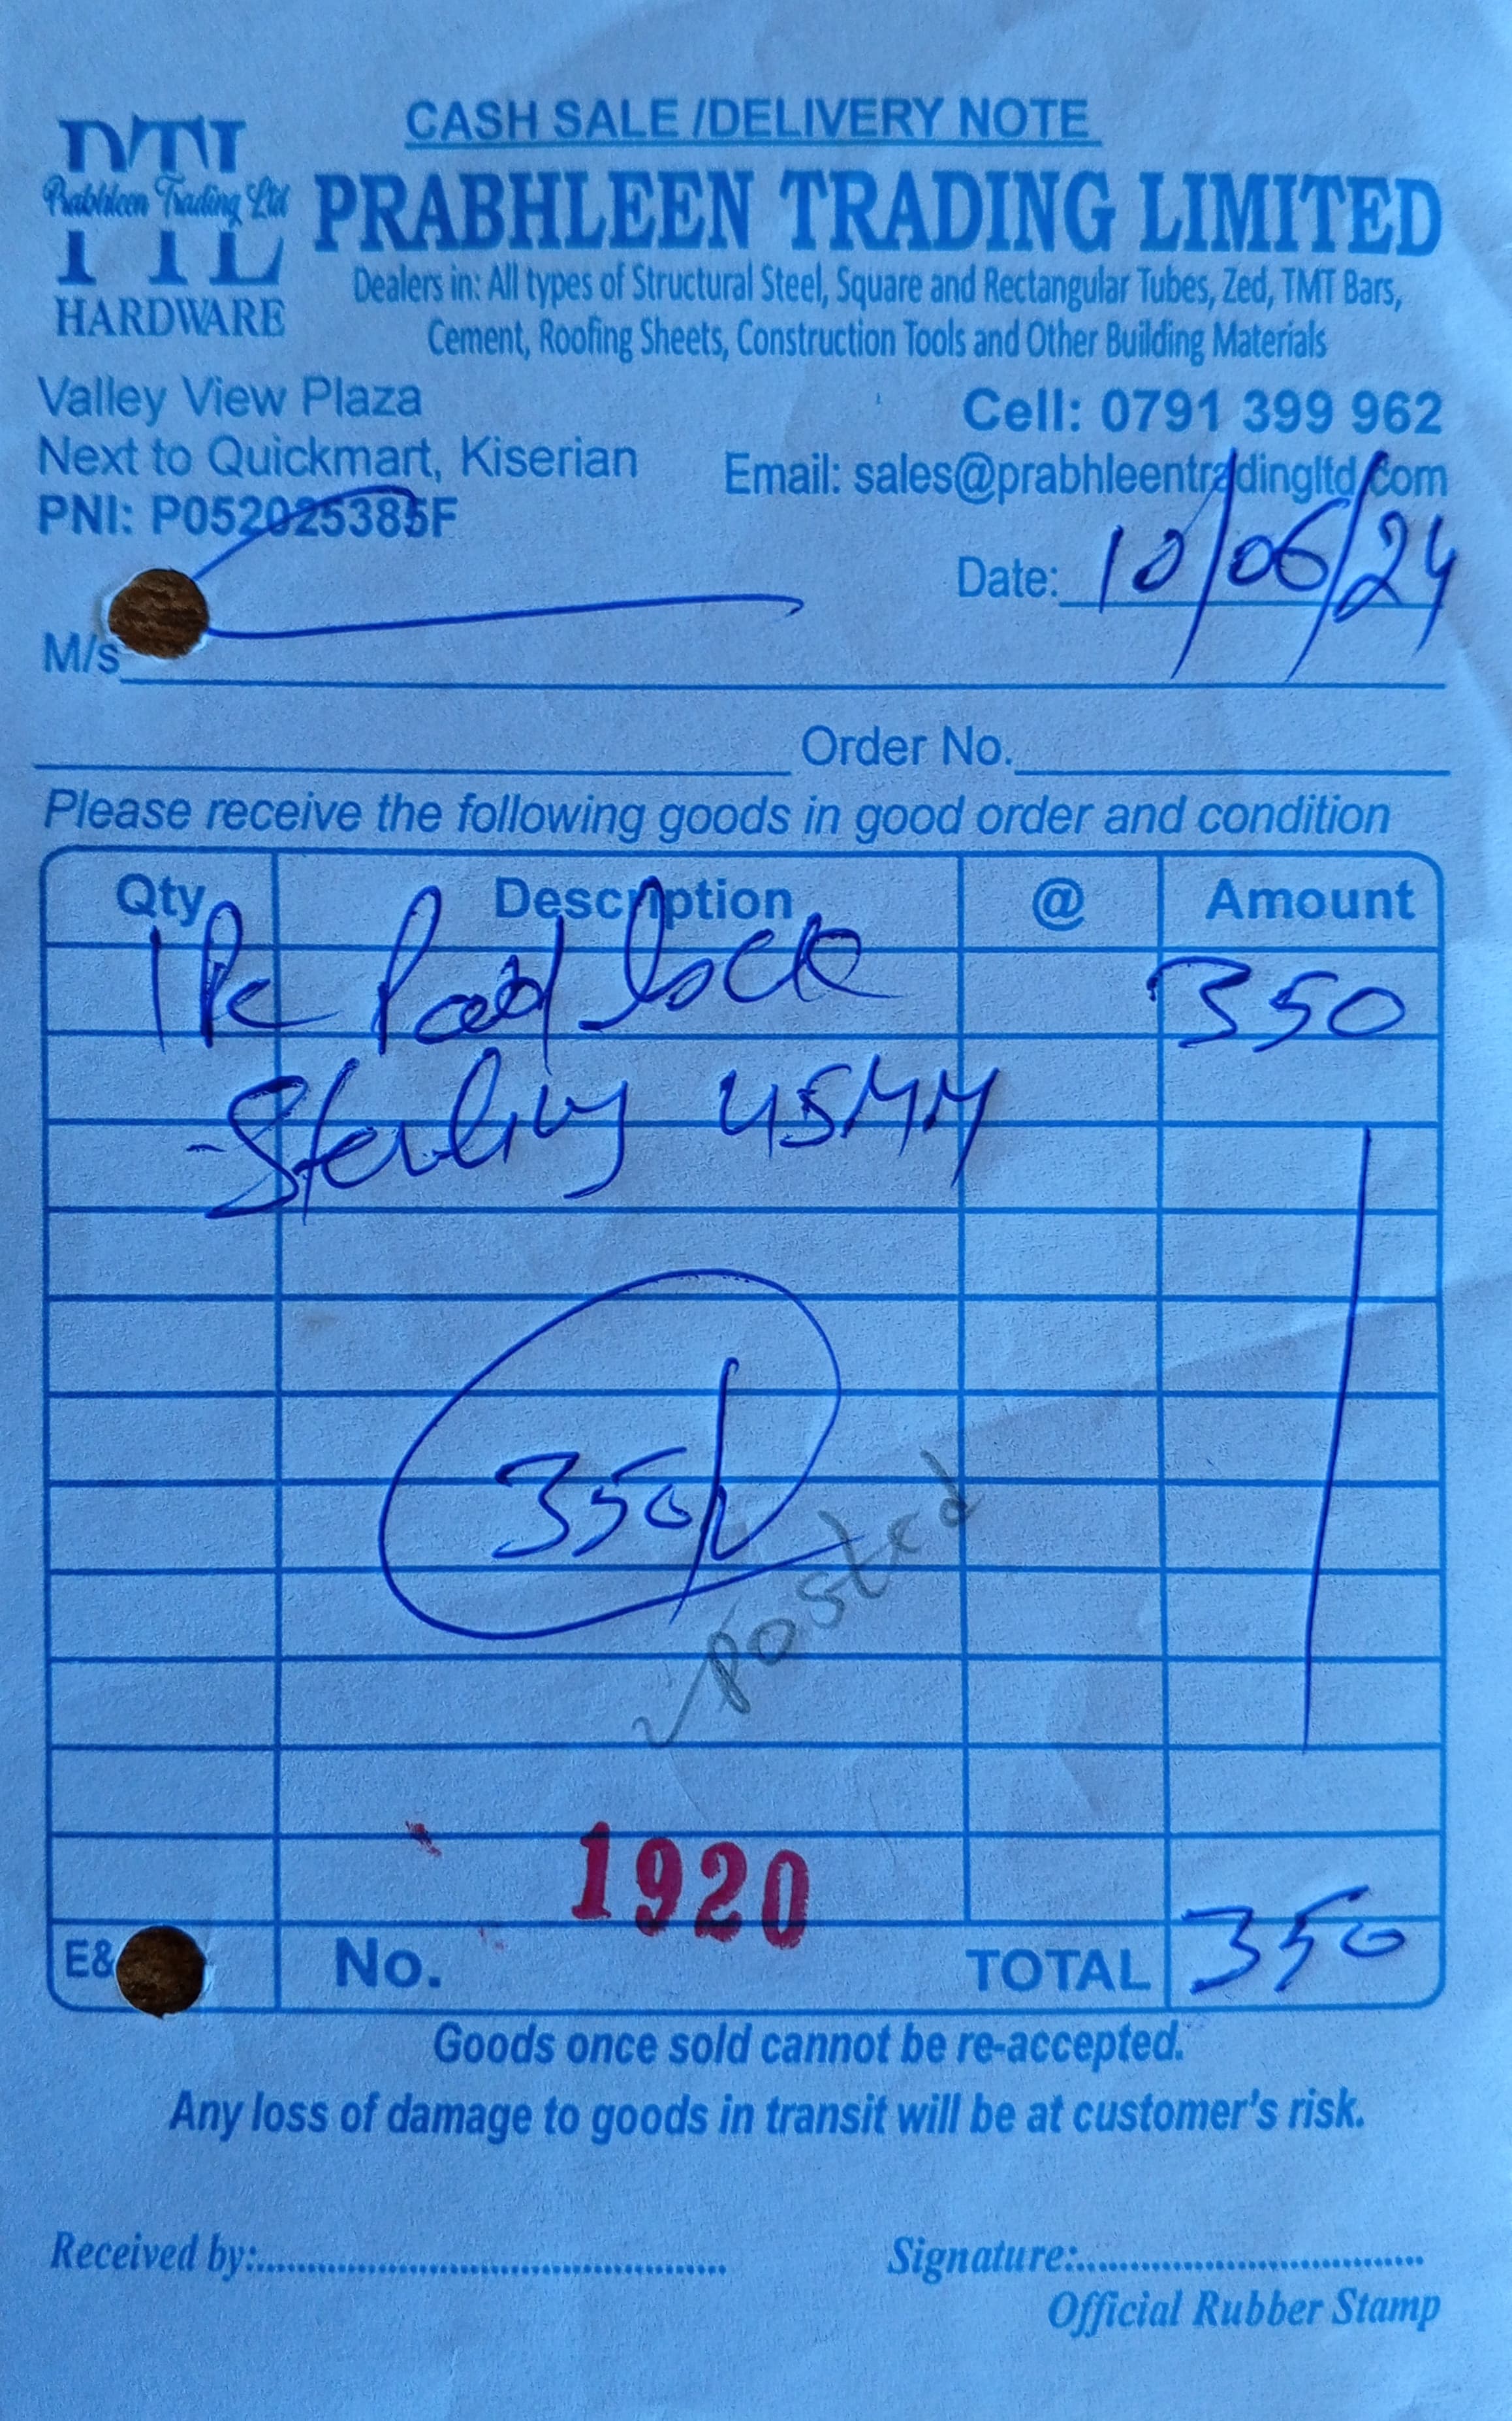 CASH SALE /DELIVERY NOTE
PTL
Prabhleen Trading Ltd
HARDWARE
PRABHLEEN TRADING LIMITED
Dealers in: All types of Structural Steel, Square and Rectangular Tubes, Zed, TMT Bars,
Cement, Roofing Sheets, Construction Tools and Other Building Materials
Valley View Plaza
Next to Quickmart, Kiserian
PNI: P052025385F
Cell: 0791 399 962
Email: sales@prabhleentradingltd.com
Date: 10/06/24
M/s
Order No.
Please receive the following goods in good order and condition
Qty Description @ Amount
1 Pc Pad lock 350
-Sterling 45MM
350/
posted
1920
E& No. TOTAL 350
Goods once sold cannot be re-accepted.
Any loss of damage to goods in transit will be at customer's risk.
Received by:.......... Signature:..........
Official Rubber Stamp